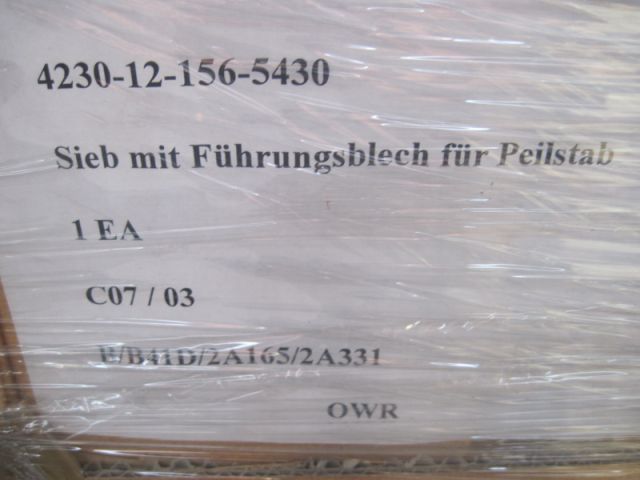 4230-12-156-5430
Sieb mit Führungsblech für Peilstab
1 EA
C07 / 03
E/B41D/2A165/2A331
OWR